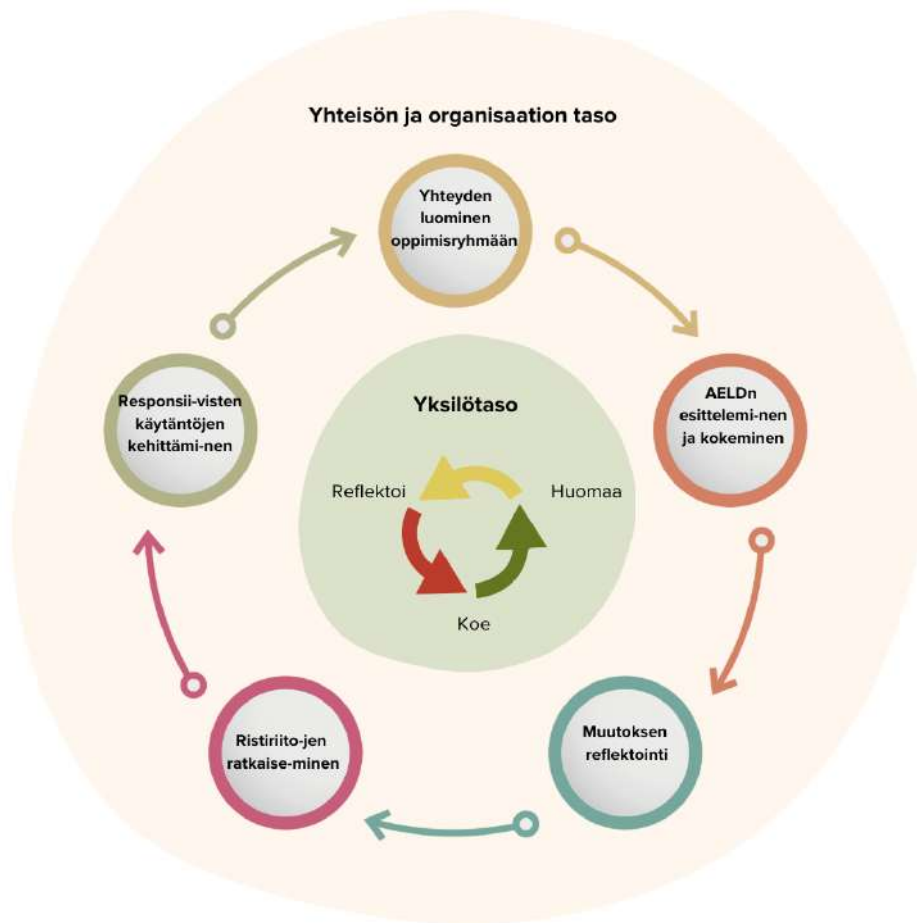 Yhteisön ja organisaation taso
Yhteyden
luominen
oppimisryhmään
AELDn
esittelemi-nen
ja kokeminen
Muutoksen
reflektointi
Ristiriito-jen
ratkaise-minen
Responsii-visten
käytäntöjen
kehittämi-nen
Yksilötaso
Reflektoi
Huomaa
Koe